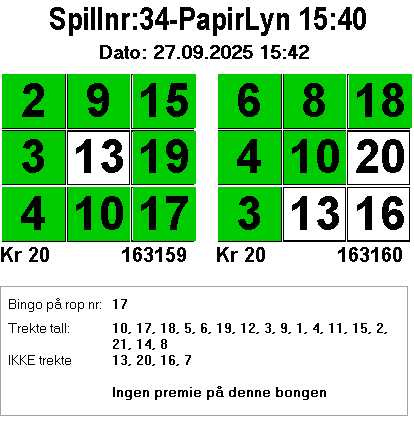 Spillnr:34-PapirLyn 15:40
Dato: 27.09.2025 15:42
2 9 15 6 8 18
3 13 19 4 10 20
4 10 17 3 13 16
Kr 20 163159 Kr 20 163160
Bingo på rop nr: 17
Trekte tall: 10, 17, 18, 5, 6, 19, 12, 3, 9, 1, 4, 11, 15, 2,
21, 14, 8
IKKE trekte 13, 20, 16, 7
Ingen premie på denne bongen